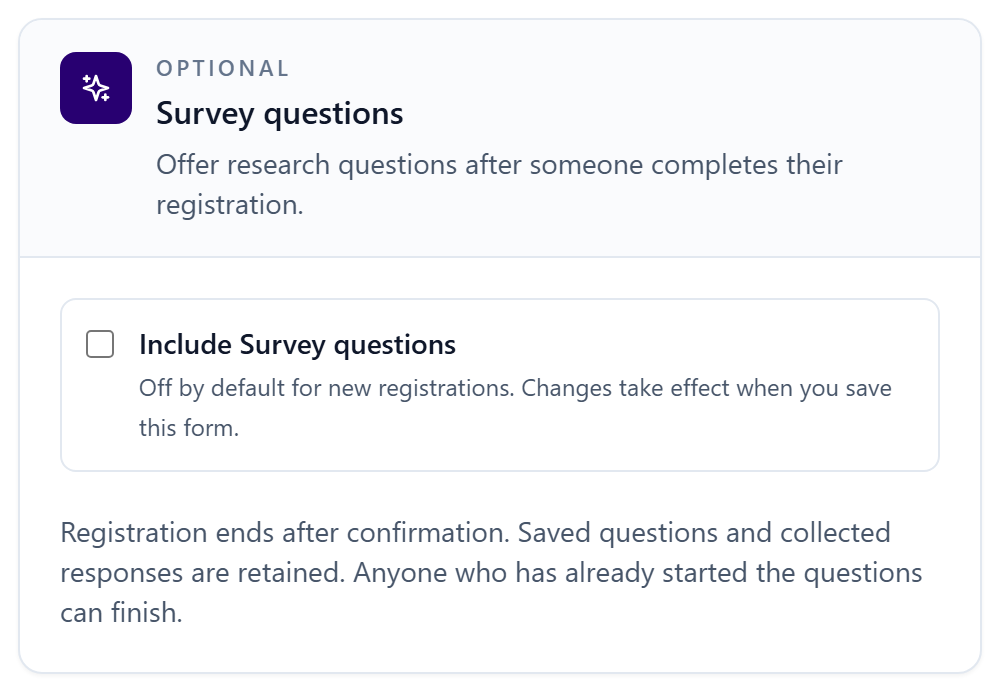 OPTIONAL
Survey questions
Offer research questions after someone completes their
registration.
Include Survey questions
Off by default for new registrations. Changes take effect when you save
this form.
Registration ends after confirmation. Saved questions and collected
responses are retained. Anyone who has already started the questions
can finish.